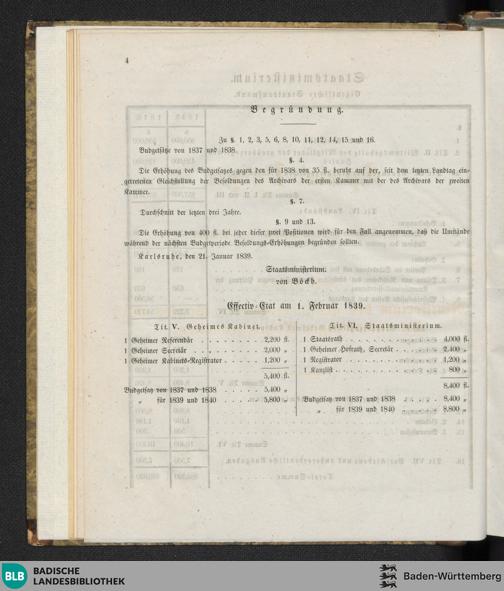 4
Begründung.
Zu §. 1, 2, 3, 5, 6, 8, 10, 11, 12, 14, 15 und 16.
Budgetsätze von 1837 und 1838.
§. 4.
Die Erhöhung des Budgetsatzes gegen den für 1838 von 35 fl. beruht auf der, seit dem letzten Landtag ein-
getretenen Gleichstellung der Besoldungen des Archivars der ersten Kammer mit der des Archivars der zweiten
Kammer.
§. 7.
Durchschnitt der letzten drei Jahre.
§. 9 und 13.
Die Erhöhung von 400 fl. bei jeder dieser zwei Positionen wird für den Fall angenommen, daß die Umstände
während der nächsten Budgetperiode Besoldungs-Erhöhungen begründen sollten.
Karlsruhe, den 21. Januar 1839.
Staatsministerium:
von Böckh.
Effectiv-Etat am 1. Februar 1839.
Tit. V. Geheimes Kabinet.
1 Geheimer Referendär . . . . . . . . 2,200 fl.
1 Geheimer Secretär . . . . . . . . . 2,000 „
1 Geheimer Kabinets-Registrator . . . . . 1,200 „
5,400 fl.
Budgetsatz von 1837 und 1838 . . . . . . 5,400 „
„ für 1839 und 1840 . . . . . 5,800 „
Tit. VI. Staatsministerium.
1 Staatsrath . . . . . . . . . . . 4,000 fl.
1 Geheimer Hofrath, Secretär . . . . . . 2,400 „
1 Registrator . . . . . . . . . . . 1,200 „
1 Kanzlist . . . . . . . . . . . . 800 „
8,400 fl.
Budgetsatz von 1837 und 1838 . . . . . . 8,400 „
„ für 1839 und 1840 . . . . . 8,800 „
BLB
BADISCHE
LANDESBIBLIOTHEK
Baden-Württemberg